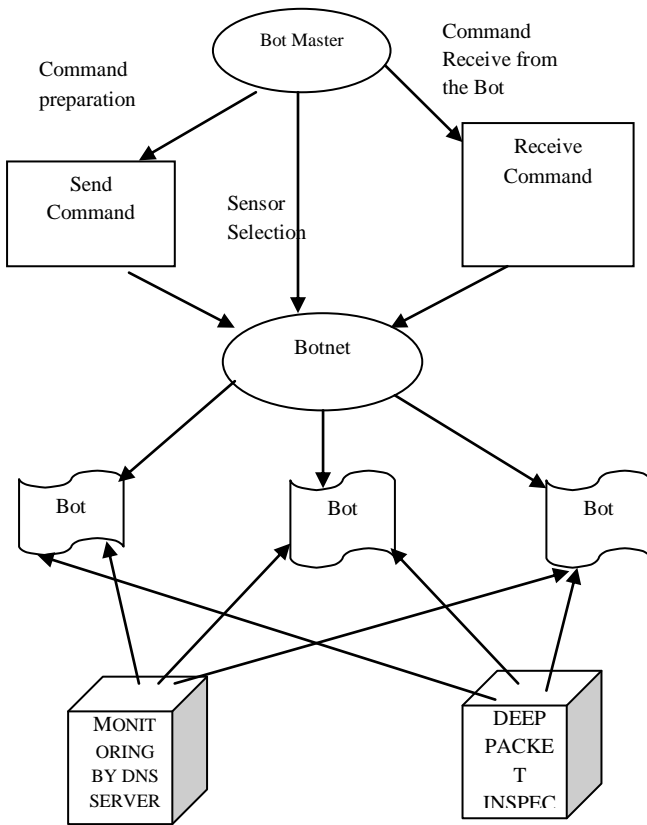 Bot Master
Command
Receive from
the Bot
Command
preparation
Send
Command
Receive
Command
Sensor
Selection
Botnet
Bot
Bot
Bot
MONIT
ORING
BY DNS
SERVER
DEEP
PACKE
T
INSPEC